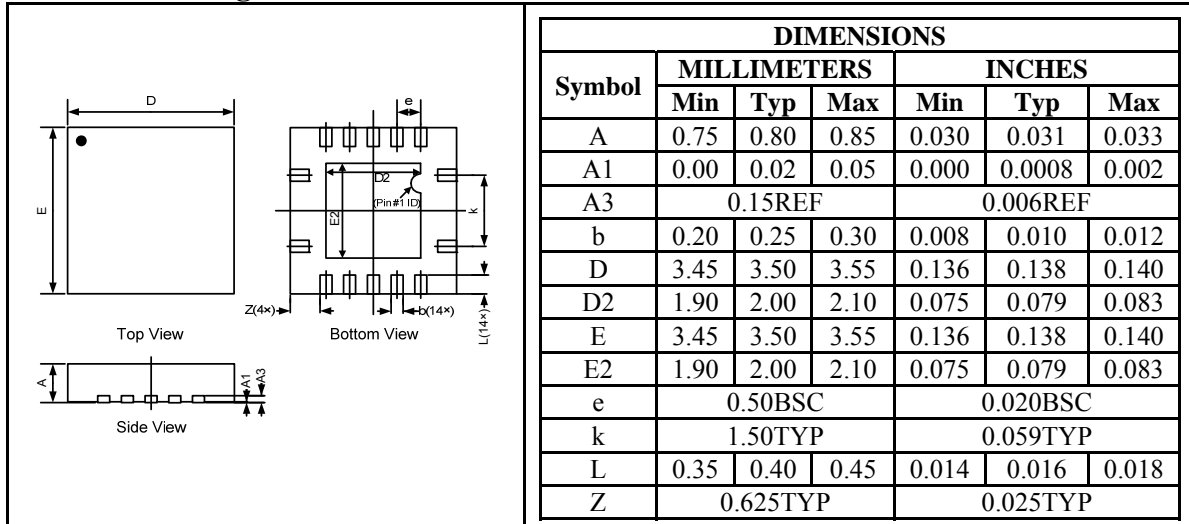 D
e
E
D2
(Pin#1 ID)
E2
k
Z(4×)
b(14×)
L(14×)
Top View
Bottom View
A
A1
A3
Side View
DIMENSIONS
Symbol MILLIMETERS INCHES
Min Typ Max Min Typ Max
A 0.75 0.80 0.85 0.030 0.031 0.033
A1 0.00 0.02 0.05 0.000 0.0008 0.002
A3 0.15REF 0.006REF
b 0.20 0.25 0.30 0.008 0.010 0.012
D 3.45 3.50 3.55 0.136 0.138 0.140
D2 1.90 2.00 2.10 0.075 0.079 0.083
E 3.45 3.50 3.55 0.135 0.138 0.140
E2 1.90 2.00 2.10 0.075 0.079 0.083
e 0.50BSC 0.020BSC
k 1.50TYP 0.059TYP
L 0.35 0.40 0.45 0.014 0.016 0.018
Z 0.625TYP 0.025TYP